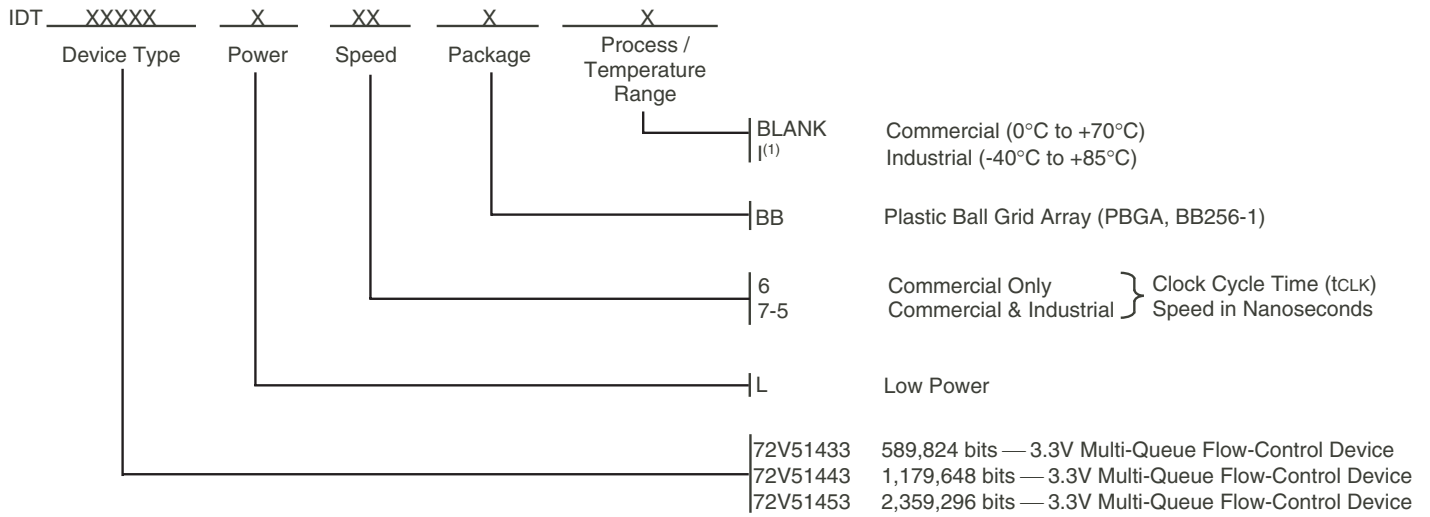 IDT XXXXX X XX X X
Device Type Power Speed Package Process / Temperature Range
BLANK Commercial (0°C to +70°C)
I(1) Industrial (-40°C to +85°C)
BB Plastic Ball Grid Array (PBGA, BB256-1)
6 Commercial Only } Clock Cycle Time (tCLK)
7-5 Commercial & Industrial Speed in Nanoseconds
L Low Power
72V51433 589,824 bits — 3.3V Multi-Queue Flow-Control Device
72V51443 1,179,648 bits — 3.3V Multi-Queue Flow-Control Device
72V51453 2,359,296 bits — 3.3V Multi-Queue Flow-Control Device